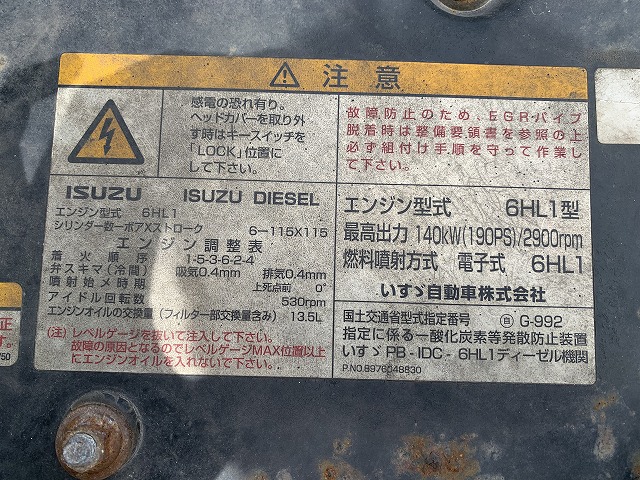 ⚠ 注意
感電の恐れ有り。
ヘッドカバーを取り外
す時はキースイッチを
「LOCK」位置に
して下さい。
故障防止のため、EGRパイプ
脱着時は整備要領書を参照の上
必ず組付け手順を守って作業し
て下さい。
ISUZU ISUZU DIESEL
エンジン型式 6HL1
シリンダー数ーボアXストローク 6-115X115
エンジン調整表
着火順序 1-5-3-6-2-4
弁スキマ(冷間) 吸気0.4mm 排気0.4mm
噴射始メ時期 上死点前 0°
アイドル回転数 530rpm
エンジンオイルの交換量(フィルター部交換量含み) 13.5L
(注) レベルゲージを抜いて注入して下さい。
故障の原因となるのでレベルゲージMAX位置以上
にエンジンオイルを入れないで下さい。
エンジン型式 6HL1型
最高出力 140kW(190PS)/2900rpm
燃料噴射方式 電子式 6HL1
いすゞ自動車株式会社
国土交通省型式指定番号 G-992
指定に係る一酸化炭素等発散防止装置
いすゞPB-IDC-6HL1ディーゼル機関
P.NO.8976048830
正
750